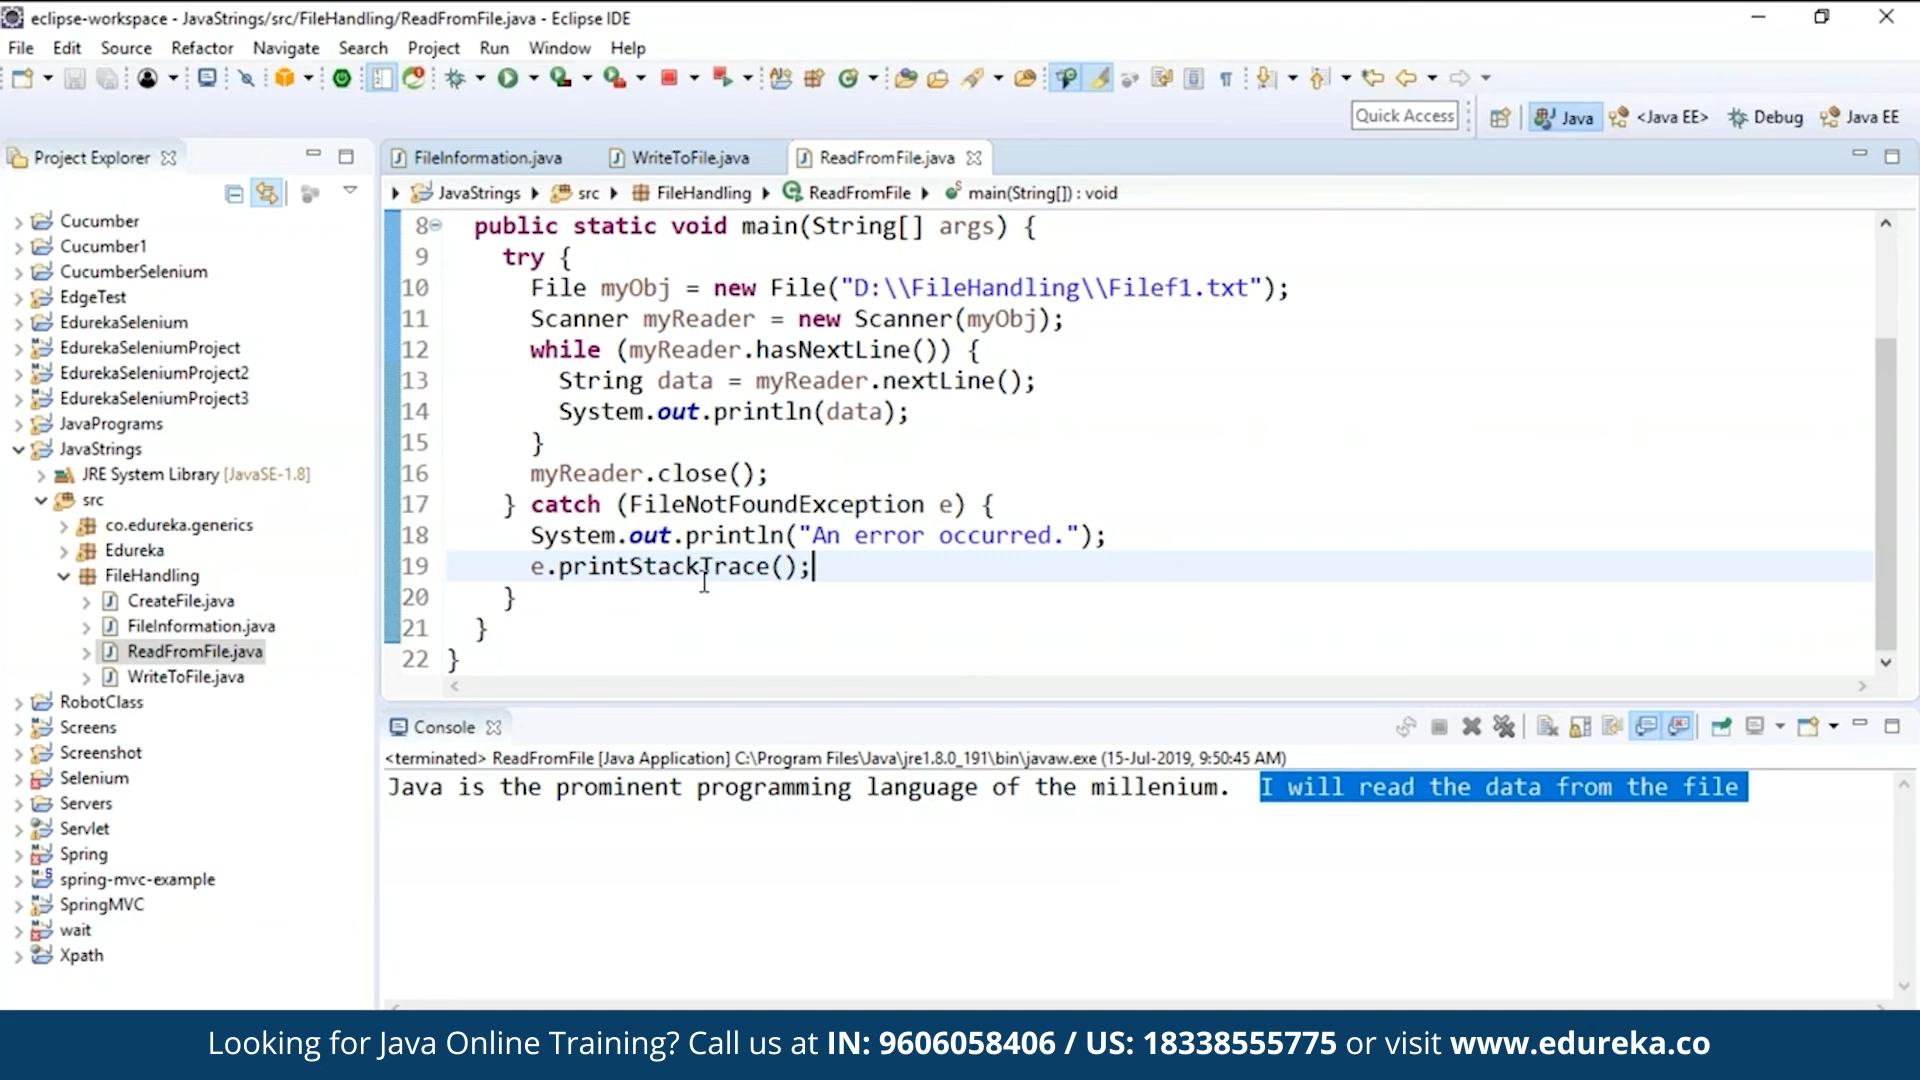 eclipse-workspace - JavaStrings/src/FileHandling/ReadFromFile.java - Eclipse IDE
File Edit Source Refactor Navigate Search Project Run Window Help
Quick Access Java <Java EE> Debug Java EE
Project Explorer
FileInformation.java WriteToFile.java ReadFromFile.java
JavaStrings src FileHandling ReadFromFile main(String[]) : void
Cucumber
Cucumber1
CucumberSelenium
EdgeTest
EdurekaSelenium
EdurekaSeleniumProject
EdurekaSeleniumProject2
EdurekaSeleniumProject3
JavaPrograms
JavaStrings
JRE System Library [JavaSE-1.8]
src
co.edureka.generics
Edureka
FileHandling
CreateFile.java
FileInformation.java
ReadFromFile.java
WriteToFile.java
RobotClass
Screens
Screenshot
Selenium
Servers
Servlet
Spring
spring-mvc-example
SpringMVC
wait
Xpath
8 public static void main(String[] args) {
9 try {
10 File myObj = new File("D:\\FileHandling\\Filef1.txt");
11 Scanner myReader = new Scanner(myObj);
12 while (myReader.hasNextLine()) {
13 String data = myReader.nextLine();
14 System.out.println(data);
15 }
16 myReader.close();
17 } catch (FileNotFoundException e) {
18 System.out.println("An error occurred.");
19 e.printStackTrace();
20 }
21 }
22 }
Console
<terminated> ReadFromFile [Java Application] C:\Program Files\Java\jre1.8.0_191\bin\javaw.exe (15-Jul-2019, 9:50:45 AM)
Java is the prominent programming language of the millenium. I will read the data from the file
Looking for Java Online Training? Call us at IN: 9606058406 / US: 18338555775 or visit www.edureka.co